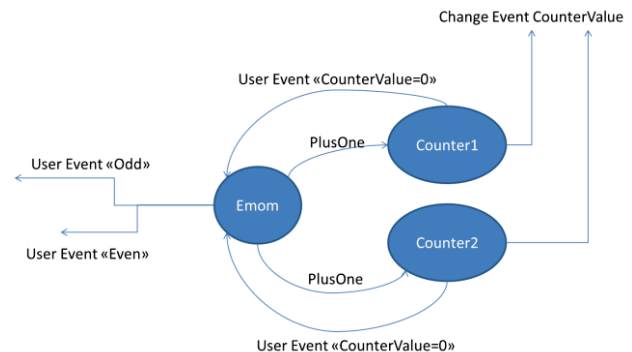 Change Event CounterValue
User Event «CounterValue=0»
PlusOne
Counter1
User Event «Odd»
Emom
Counter2
User Event «Even»
PlusOne
User Event «CounterValue=0»